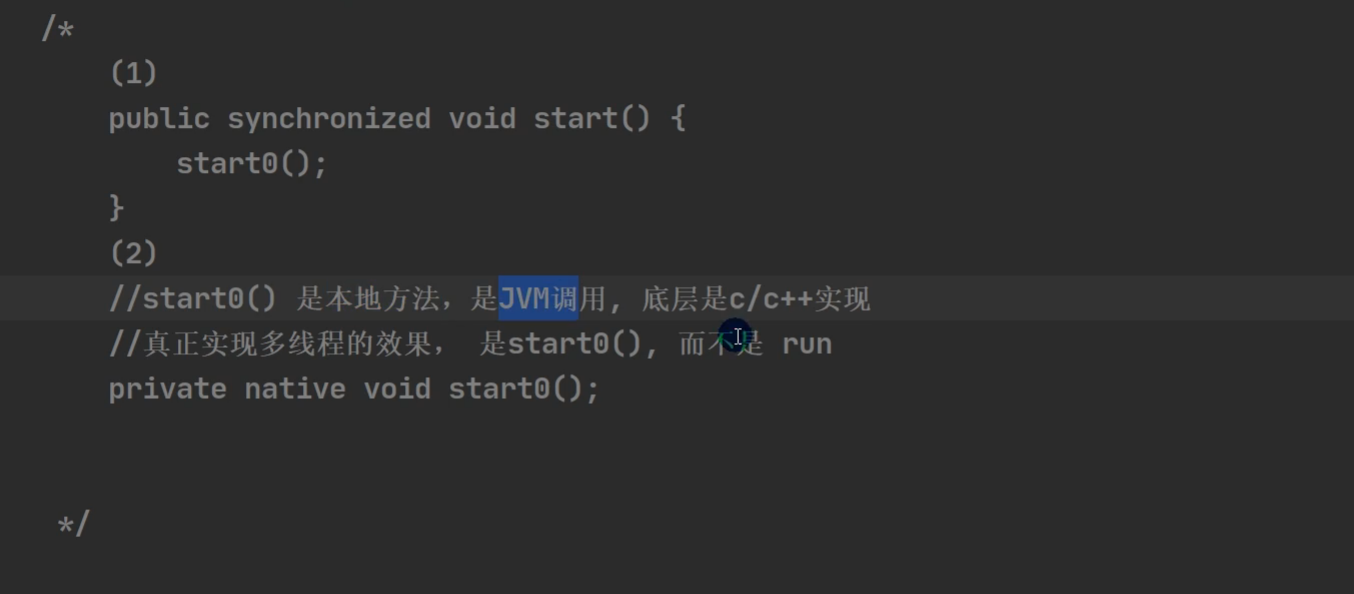 /*
(1)
public synchronized void start() {
start0();
}
(2)
//start0() 是本地方法，是JVM调用, 底层是c/c++实现
//真正实现多线程的效果， 是start0(), 而不是 run
private native void start0();
*/